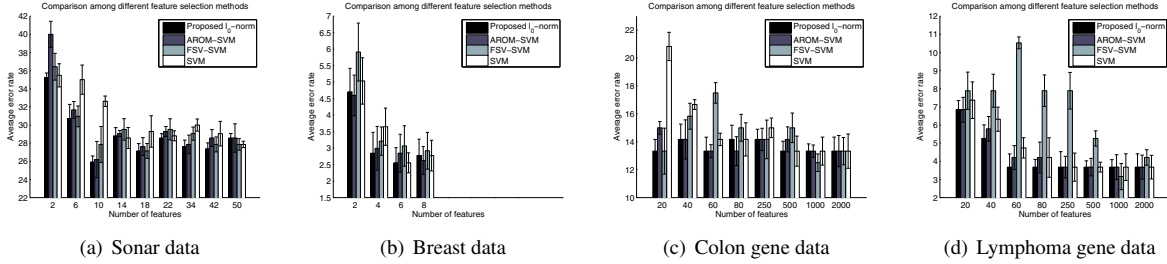 Comparison among different feature selection methods
Average error rate
42
40
38
36
34
32
30
28
26
24
22
Proposed l0−norm
AROM−SVM
FSV−SVM
SVM
2 6 10 14 18 22 34 42 50
Number of features
(a) Sonar data
Comparison among different feature selection methods
Average error rate
6.5
6
5.5
5
4.5
4
3.5
3
2.5
2
1.5
Proposed l0−norm
AROM−SVM
FSV−SVM
SVM
2 4 6 8
Number of features
(b) Breast data
Comparison among different feature selection methods
Average error rate
22
20
18
16
14
12
10
Proposed l0−norm
AROM−SVM
FSV−SVM
SVM
20 40 60 80 250 500 1000 2000
Number of features
(c) Colon gene data
Comparison among different feature selection methods
Average error rate
12
11
10
9
8
7
6
5
4
3
2
Proposed l0−norm
AROM−SVM
FSV−SVM
SVM
20 40 60 80 250 500 1000 2000
Number of features
(d) Lymphoma gene data